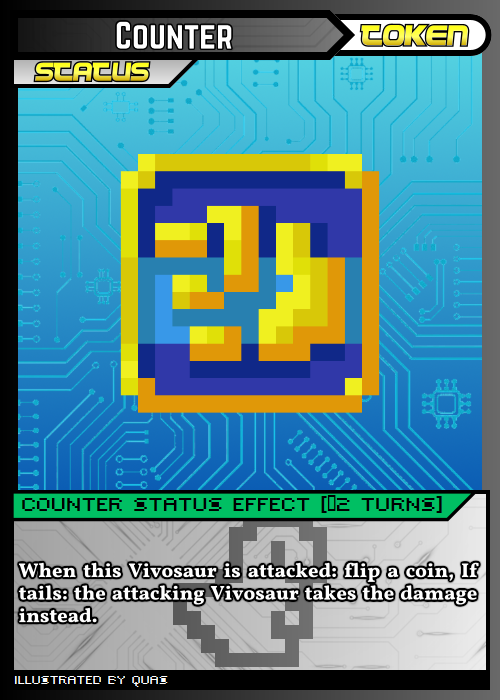 Counter
TOKEN
STATUS
COUNTER STATUS EFFECT [▯2 TURNS]
When this Vivosaur is attacked: flip a coin, If
tails: the attacking Vivosaur takes the damage
instead.
ILLUSTRATED BY QUAS